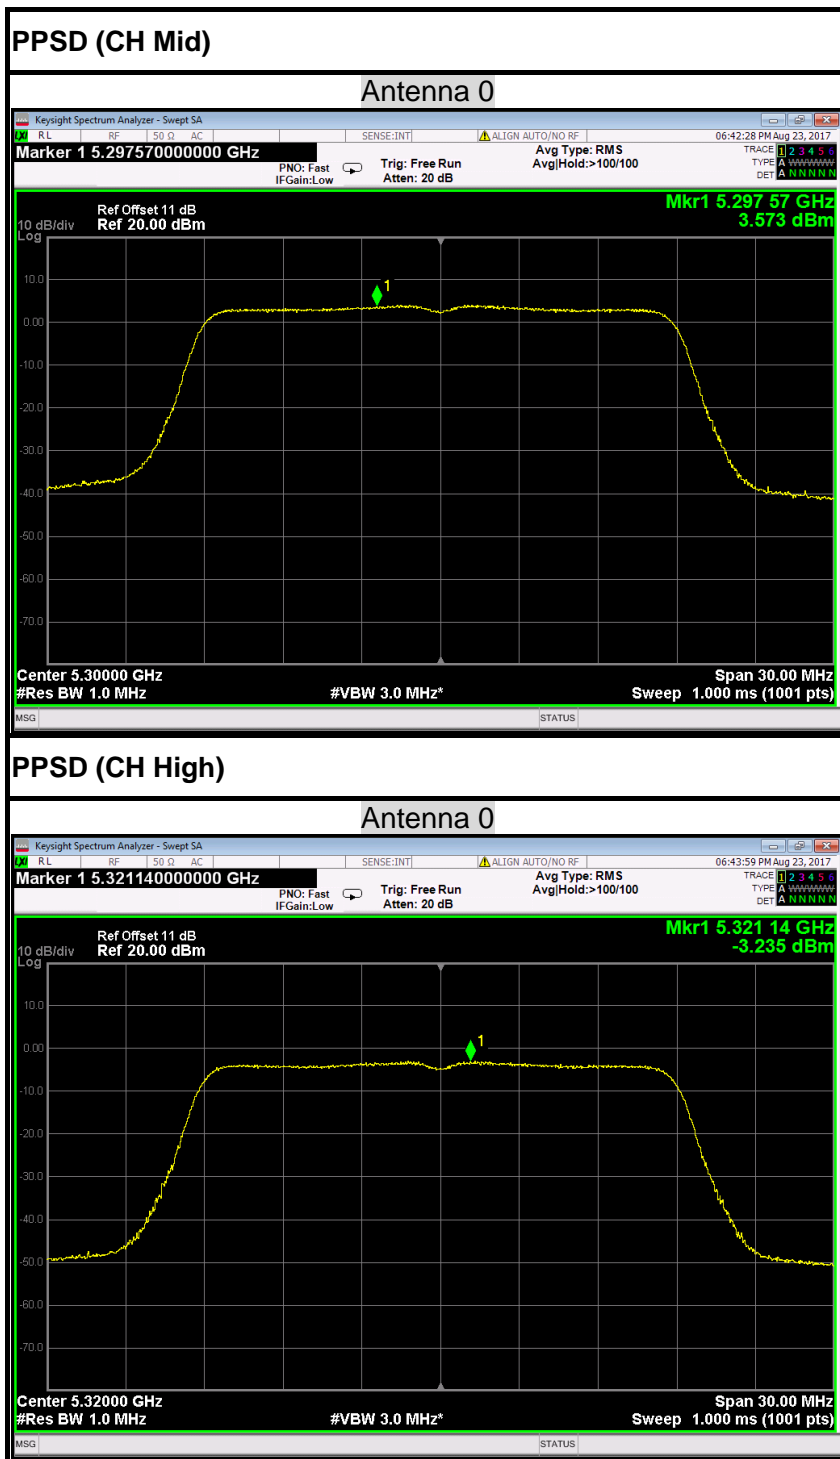 PPSD (CH Mid)
Antenna 0
Keysight Spectrum Analyzer - Swept SA
LXI RL RF 50 Ω AC SENSE:INT ALIGN AUTO/NO RF 06:42:28 PM Aug 23, 2017
Marker 1 5.297570000000 GHz
PNO: Fast
IFGain:Low
Trig: Free Run
Atten: 20 dB
Avg Type: RMS
Avg|Hold:>100/100
TRACE 1 2 3 4 5 6
TYPE A WWWWW
DET A N N N N N
Mkr1 5.297 57 GHz
3.573 dBm
Ref Offset 11 dB
10 dB/div Ref 20.00 dBm
Log
1
10.0
0.00
-10.0
-20.0
-30.0
-40.0
-50.0
-60.0
-70.0
Center 5.30000 GHz Span 30.00 MHz
#Res BW 1.0 MHz #VBW 3.0 MHz* Sweep 1.000 ms (1001 pts)
MSG STATUS
PPSD (CH High)
Antenna 0
Keysight Spectrum Analyzer - Swept SA
LXI RL RF 50 Ω AC SENSE:INT ALIGN AUTO/NO RF 06:43:59 PM Aug 23, 2017
Marker 1 5.321140000000 GHz
PNO: Fast
IFGain:Low
Trig: Free Run
Atten: 20 dB
Avg Type: RMS
Avg|Hold:>100/100
TRACE 1 2 3 4 5 6
TYPE A WWWWW
DET A N N N N N
Mkr1 5.321 14 GHz
-3.235 dBm
Ref Offset 11 dB
10 dB/div Ref 20.00 dBm
Log
10.0
1
0.00
-10.0
-20.0
-30.0
-40.0
-50.0
-60.0
-70.0
Center 5.32000 GHz Span 30.00 MHz
#Res BW 1.0 MHz #VBW 3.0 MHz* Sweep 1.000 ms (1001 pts)
MSG STATUS